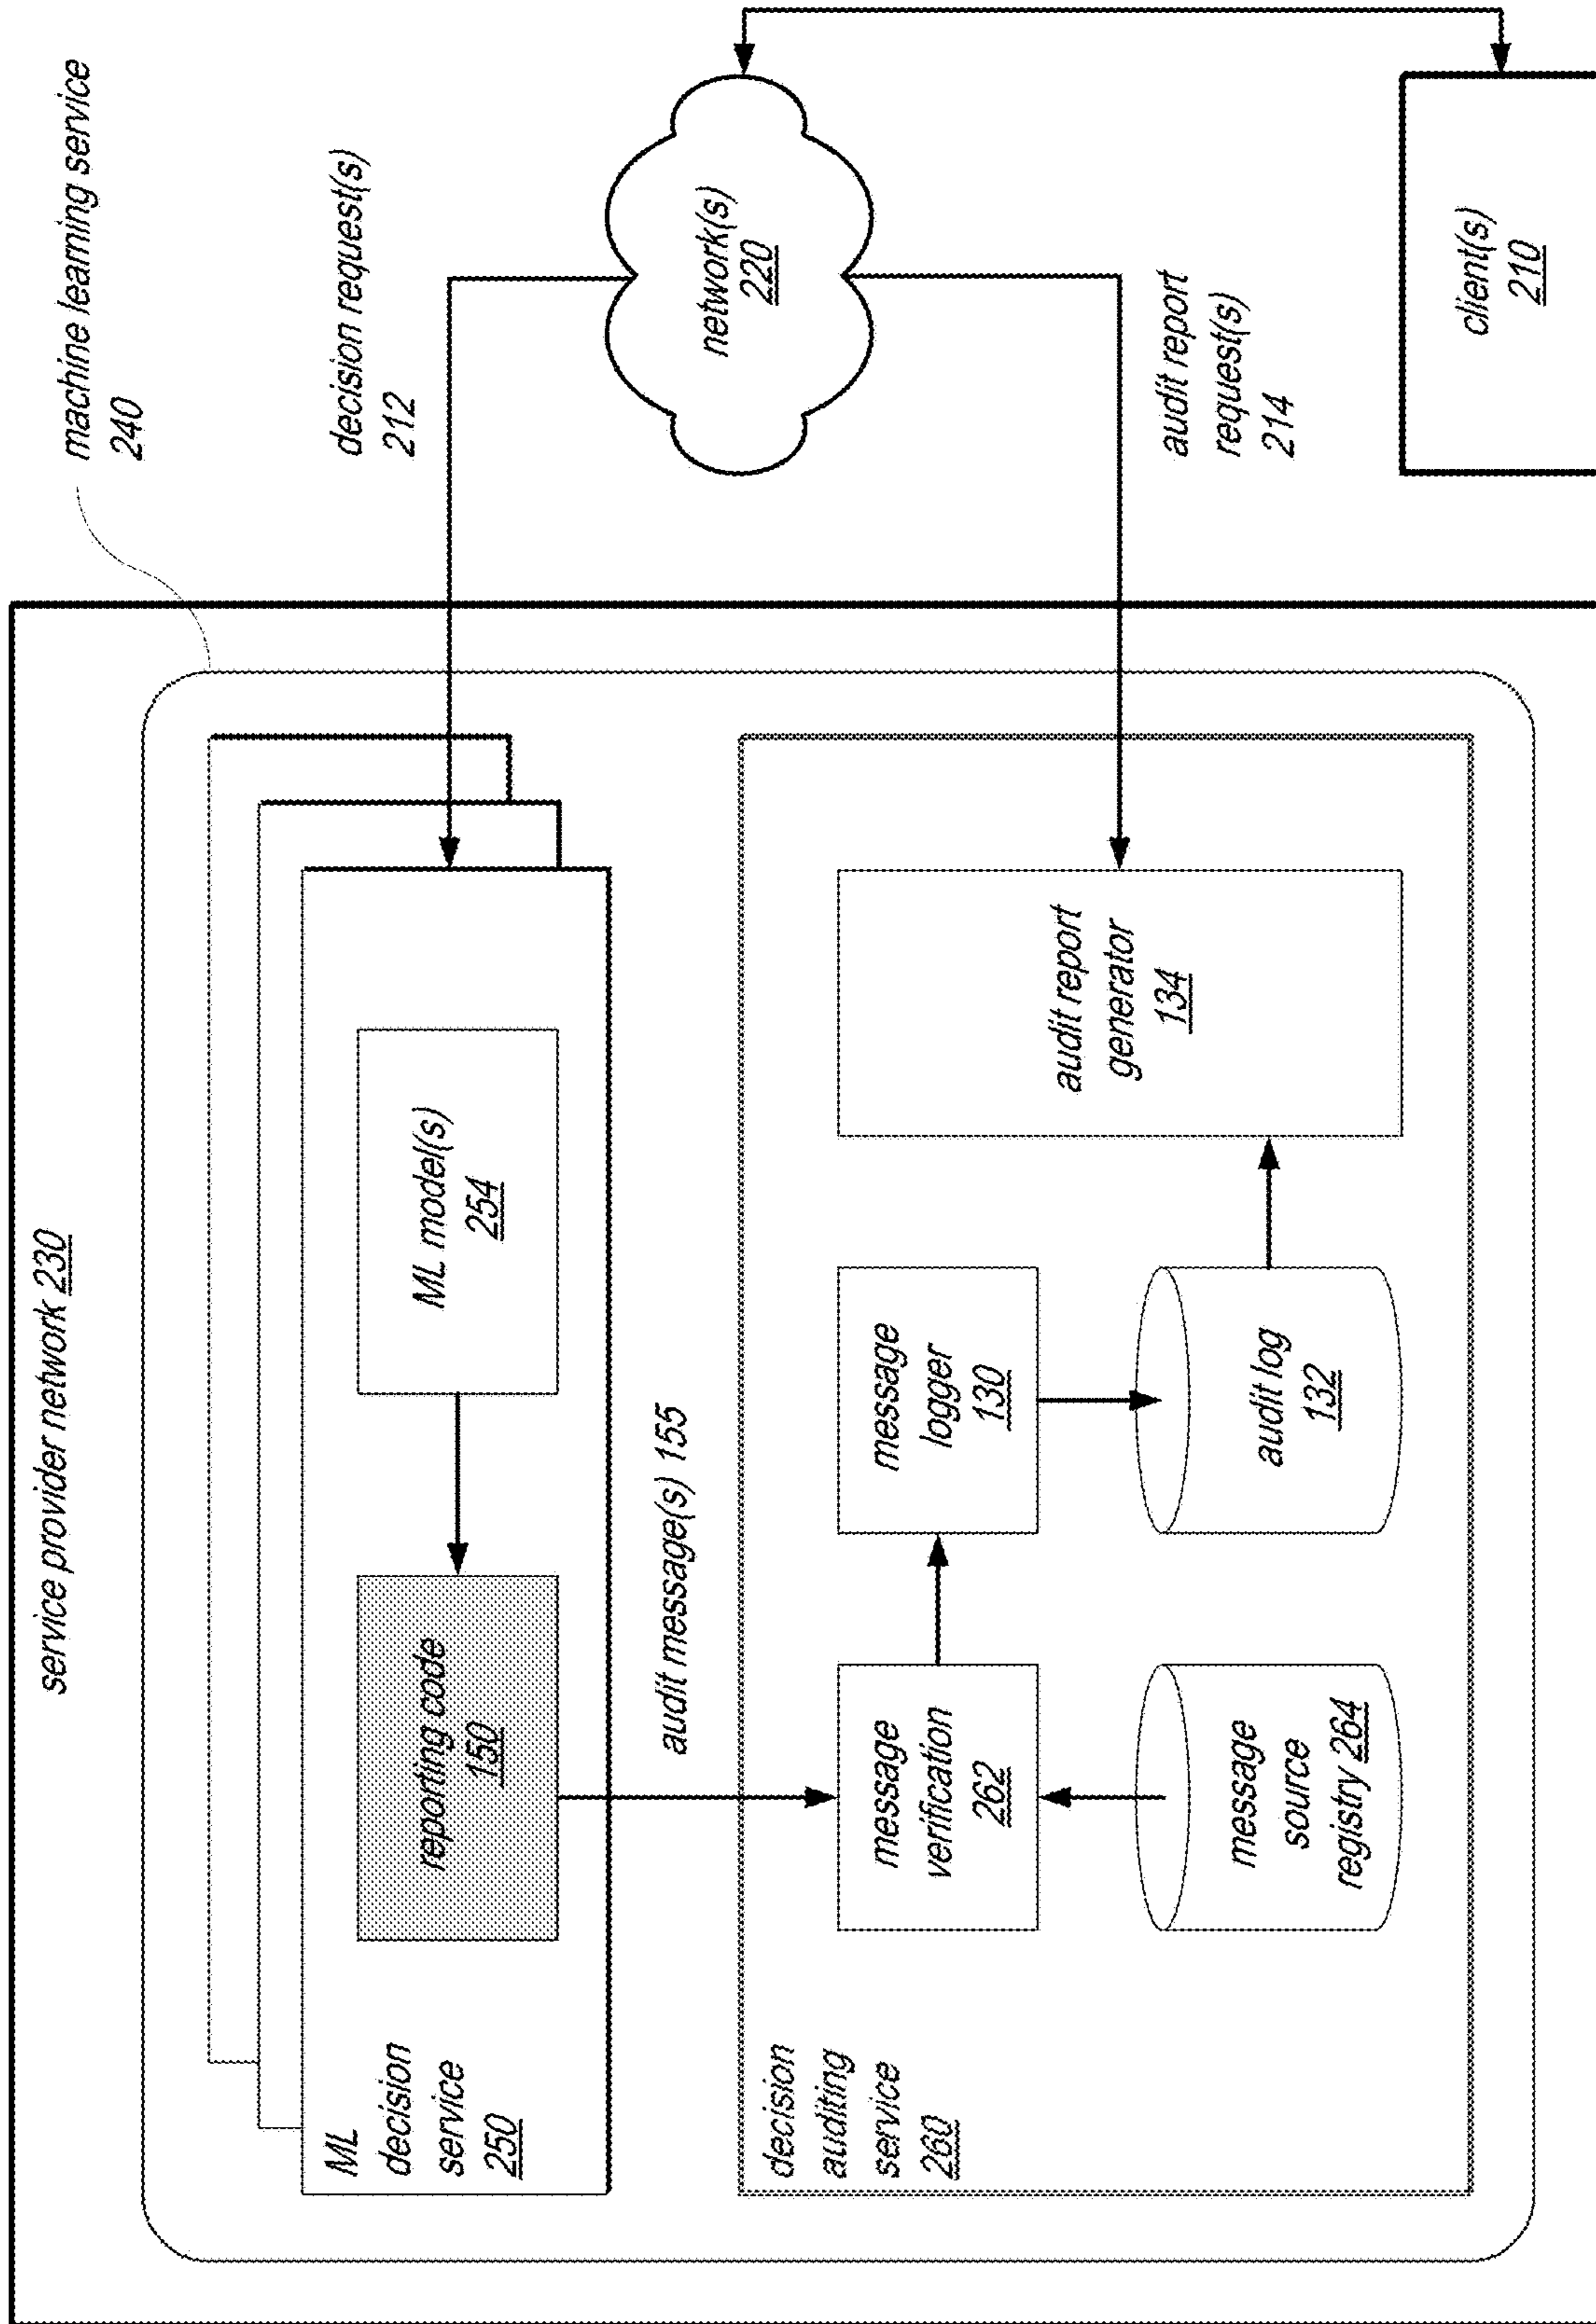 service provider network 230
machine learning service
240
ML
decision
service
250
reporting code
150
ML model(s)
254
decision request(s)
212
audit message(s) 155
network(s)
220
decision
auditing
service
260
message
verification
262
message
logger
130
audit report
generator
134
message
source
registry 264
audit log
132
audit report
request(s)
214
client(s)
210